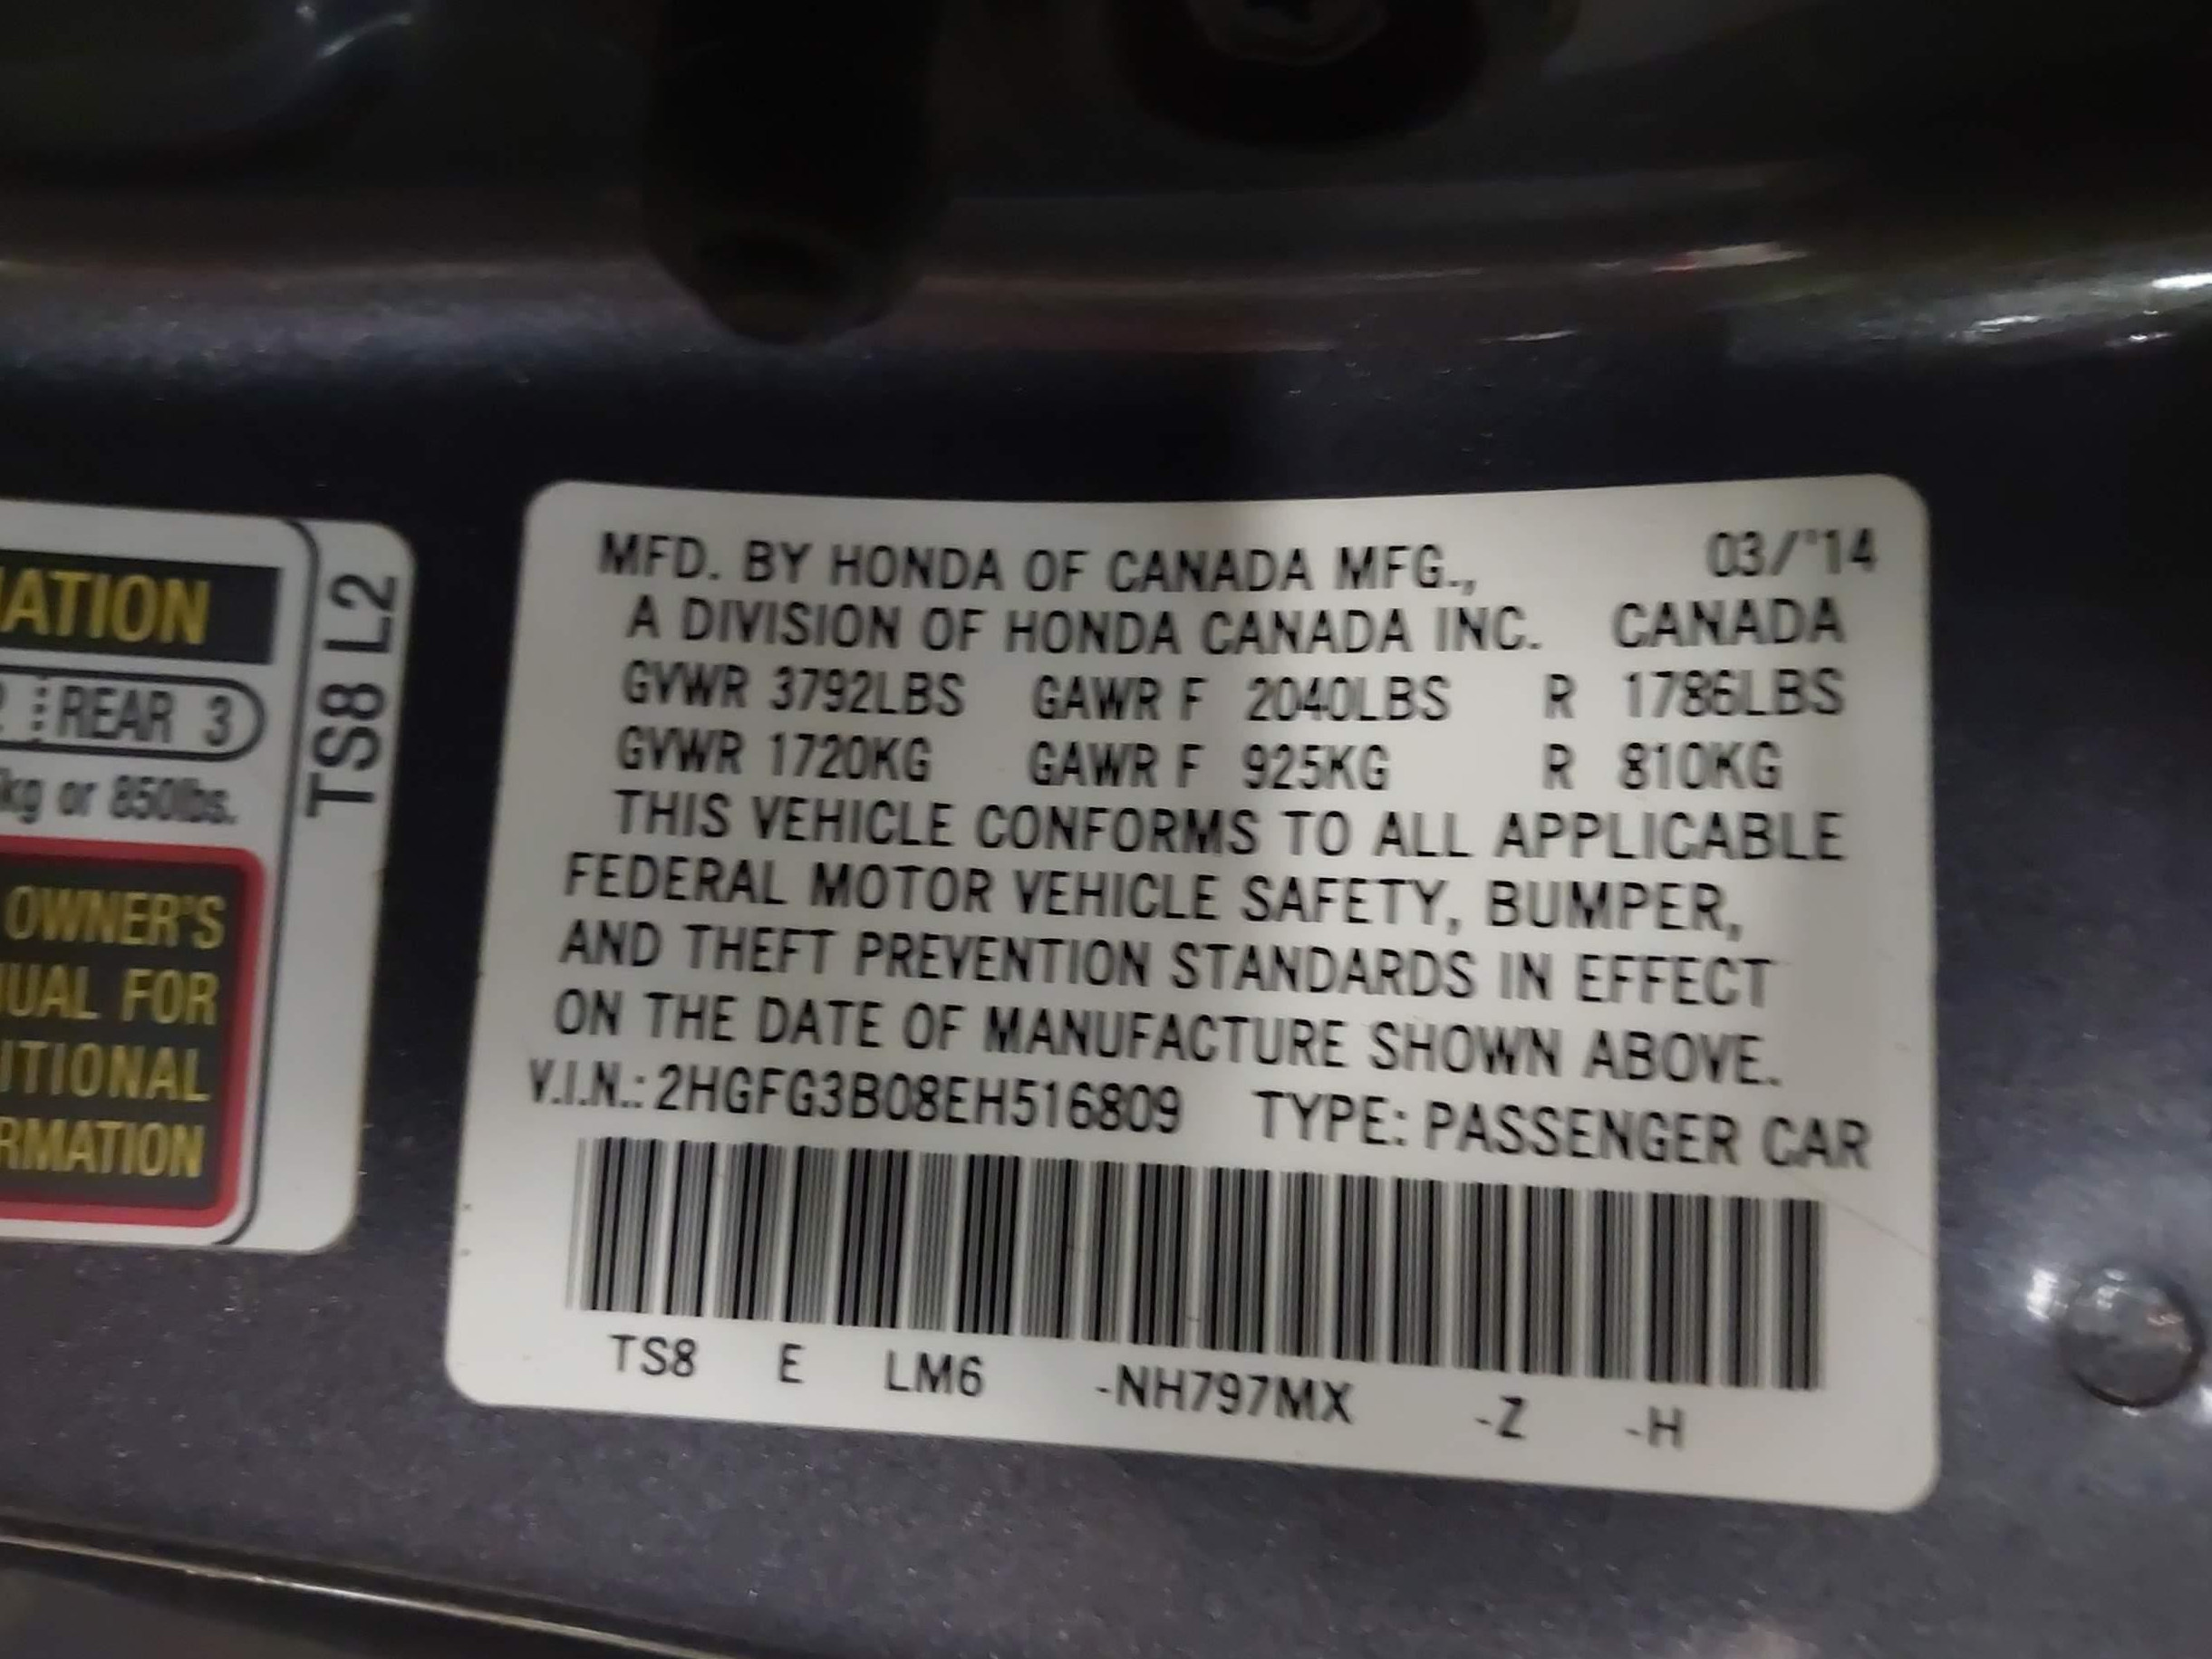 MFD. BY HONDA OF CANADA MFG., 03/'14
A DIVISION OF HONDA CANADA INC. CANADA
GVWR 3792LBS GAWR F 2040LBS R 1786LBS
GVWR 1720KG GAWR F 925KG R 810KG
THIS VEHICLE CONFORMS TO ALL APPLICABLE
FEDERAL MOTOR VEHICLE SAFETY, BUMPER,
AND THEFT PREVENTION STANDARDS IN EFFECT
ON THE DATE OF MANUFACTURE SHOWN ABOVE.
V.I.N.: 2HGFG3B08EH516809 TYPE: PASSENGER CAR
TS8 E LM6 -NH797MX -Z -H
ATION
REAR 3
kg or 850lbs.
OWNER'S
UAL FOR
ITIONAL
RMATION
TS8 L2